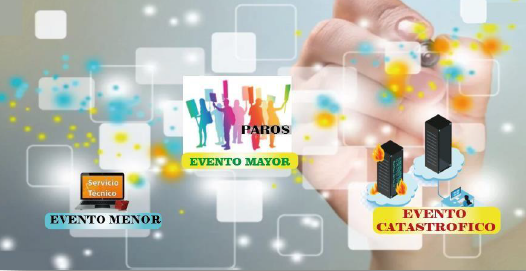 PAROS
EVENTO MAYOR
Servicio
Técnico
EVENTO MENOR
EVENTO
CATASTROFICO